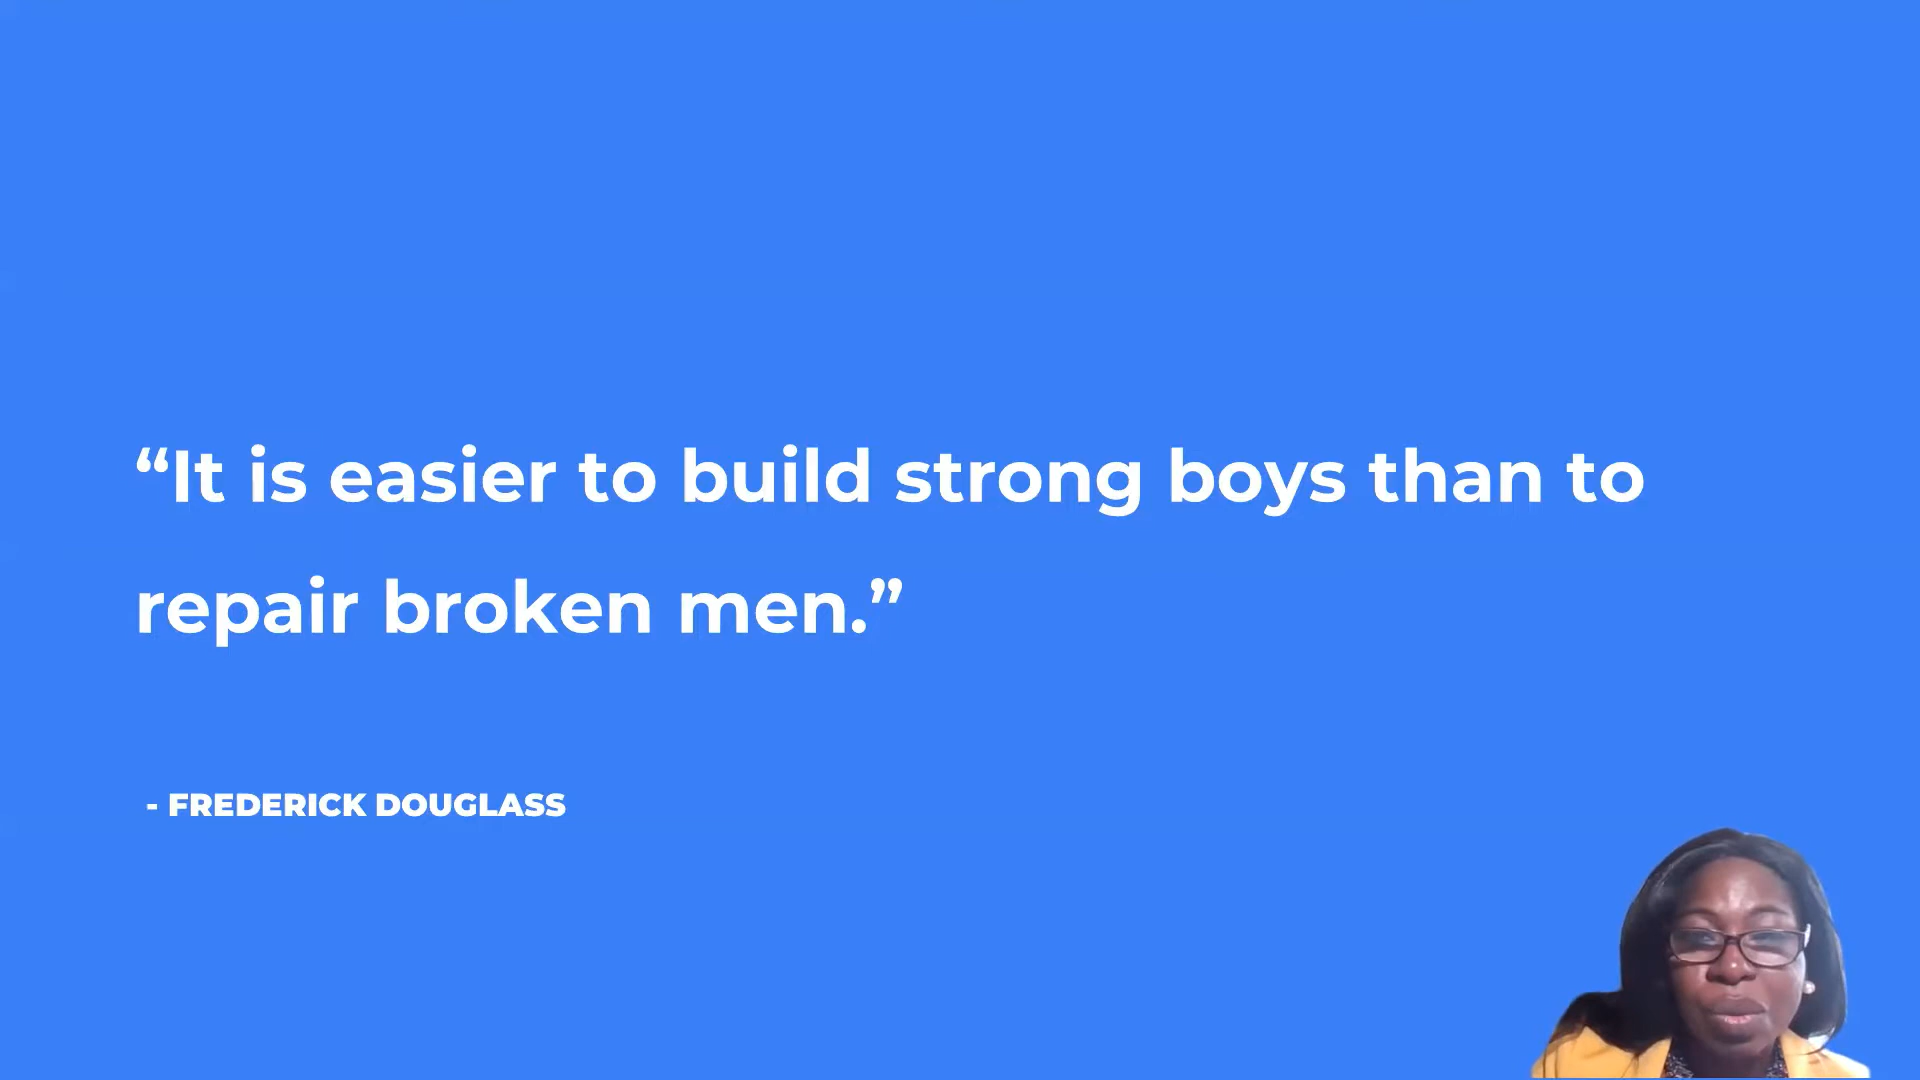 “It is easier to build strong boys than to
repair broken men.”
- FREDERICK DOUGLASS